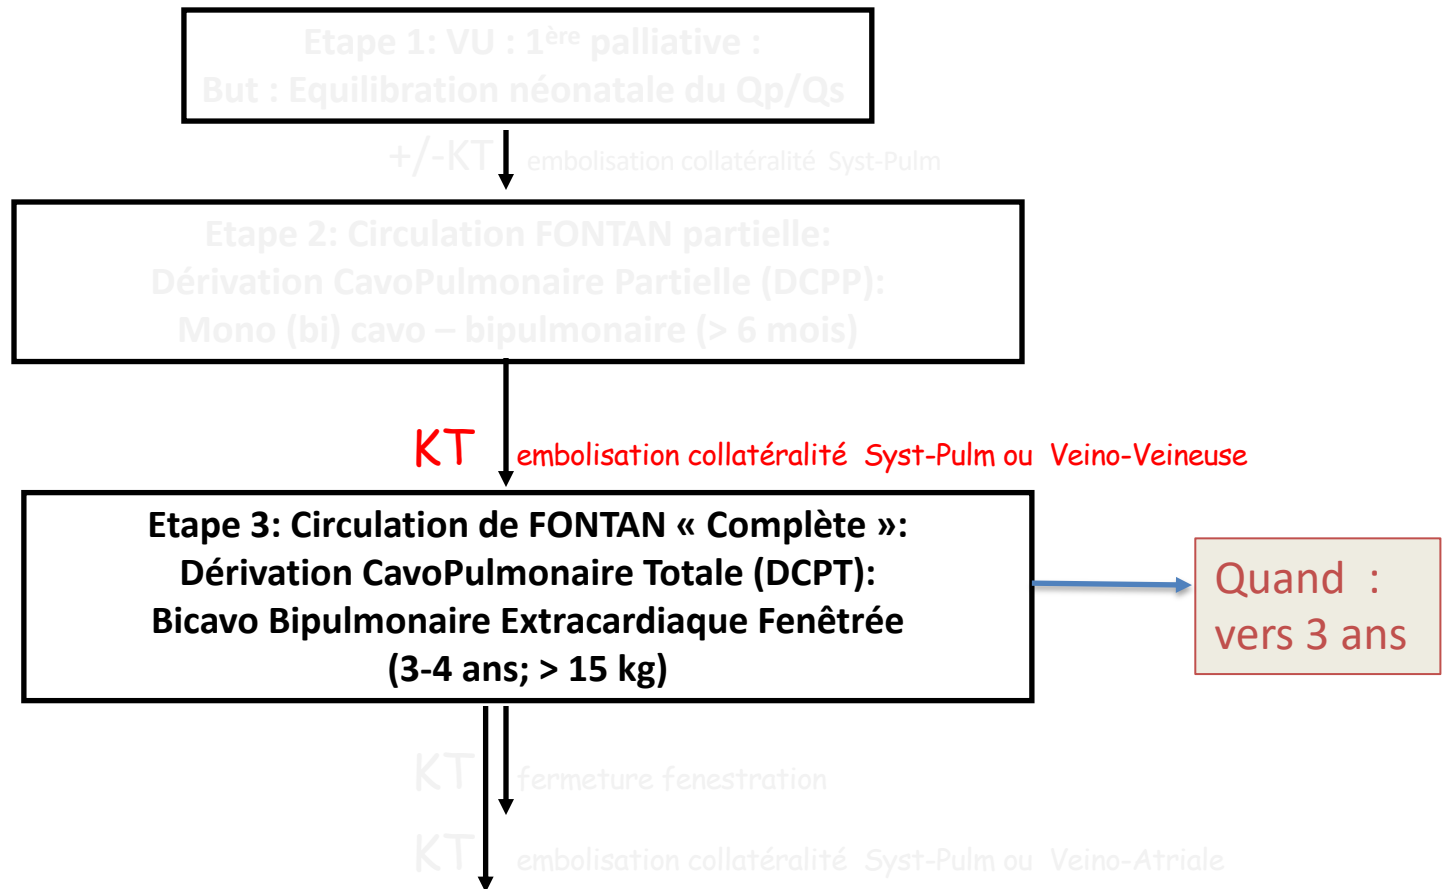 Etape 1: VU : 1ère palliative :
But : Equilibration néonatale du Qp/Qs
+/-KT embolisation collatéralité Syst-Pulm
Etape 2: Circulation FONTAN partielle:
Dérivation CavoPulmonaire Partielle (DCPP):
Mono (bi) cavo – bipulmonaire (> 6 mois)
KT embolisation collatéralité Syst-Pulm ou Veino-Veineuse
Etape 3: Circulation de FONTAN « Complète »:
Dérivation CavoPulmonaire Totale (DCPT):
Bicavo Bipulmonaire Extracardiaque Fenêtrée
(3-4 ans; > 15 kg)
Quand :
vers 3 ans
KT fermeture fenestration
KT embolisation collatéralité Syst-Pulm ou Veino-Atriale